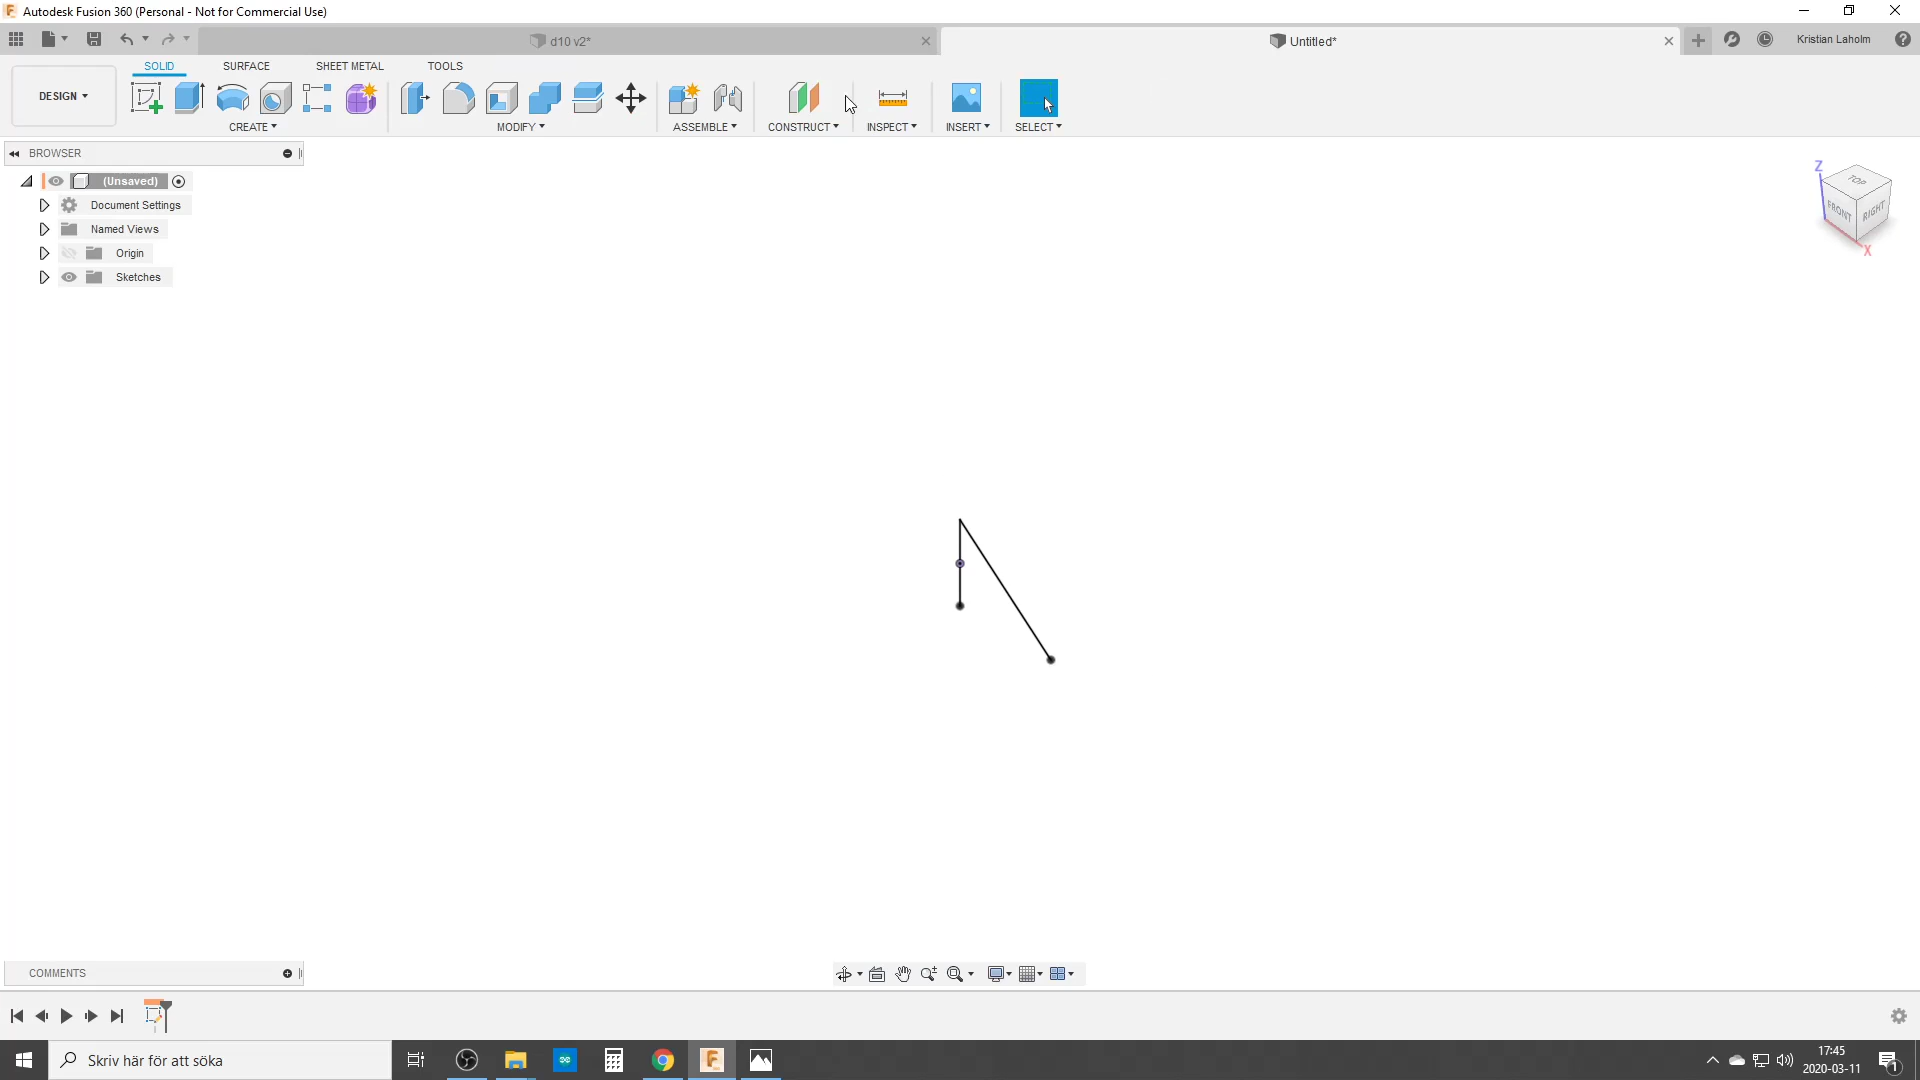 Autodesk Fusion 360 (Personal - Not for Commercial Use)
d10 v2*
Untitled*
Kristian Laholm
SOLID
SURFACE
SHEET METAL
TOOLS
DESIGN
CREATE
MODIFY
ASSEMBLE
CONSTRUCT
INSPECT
INSERT
SELECT
BROWSER
(Unsaved)
Document Settings
Named Views
Origin
Sketches
Z
TOP
FRONT
RIGHT
X
COMMENTS
Skriv här för att söka
17:45
2020-03-11
1